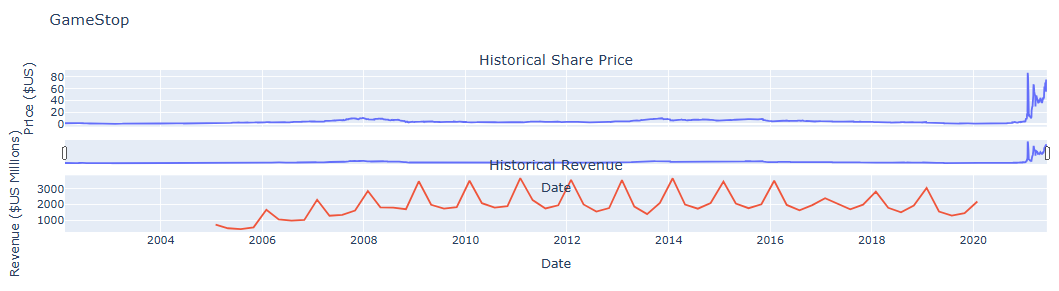 GameStop
Historical Share Price
Price ($US)
80
60
40
20
0
Historical Revenue
Date
Revenue ($US Millions)
3000
2000
1000
2004 2006 2008 2010 2012 2014 2016 2018 2020
Date